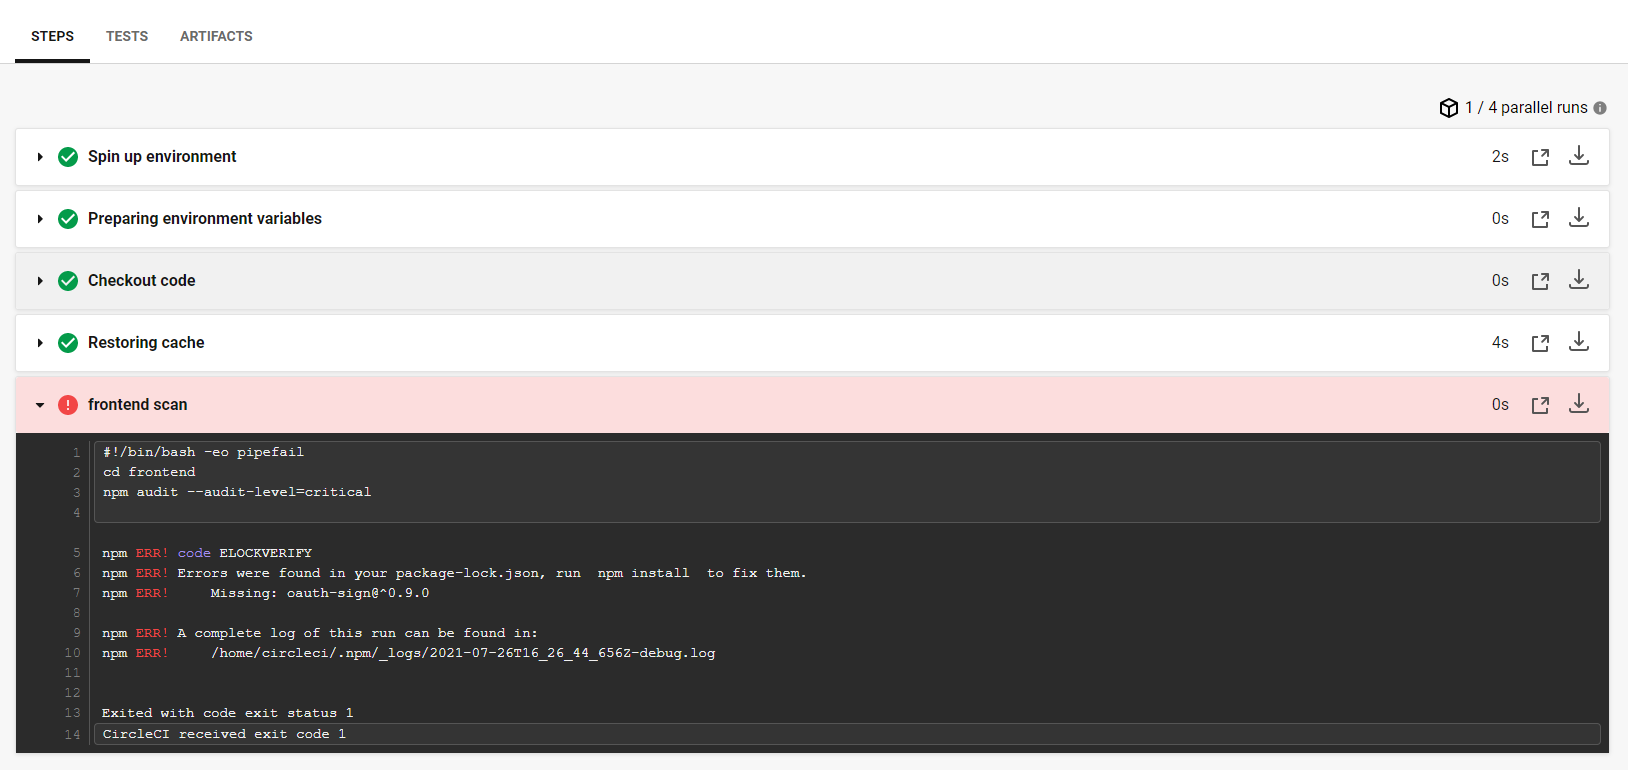 STEPS TESTS ARTIFACTS
1 / 4 parallel runs
Spin up environment 2s
Preparing environment variables 0s
Checkout code 0s
Restoring cache 4s
frontend scan 0s
1 #!/bin/bash -eo pipefail
2 cd frontend
3 npm audit --audit-level=critical
4
5 npm ERR! code ELOCKVERIFY
6 npm ERR! Errors were found in your package-lock.json, run  npm install  to fix them.
7 npm ERR!     Missing: oauth-sign@^0.9.0
8
9 npm ERR! A complete log of this run can be found in:
10 npm ERR!     /home/circleci/.npm/_logs/2021-07-26T16_26_44_656Z-debug.log
11
12
13 Exited with code exit status 1
14 CircleCI received exit code 1